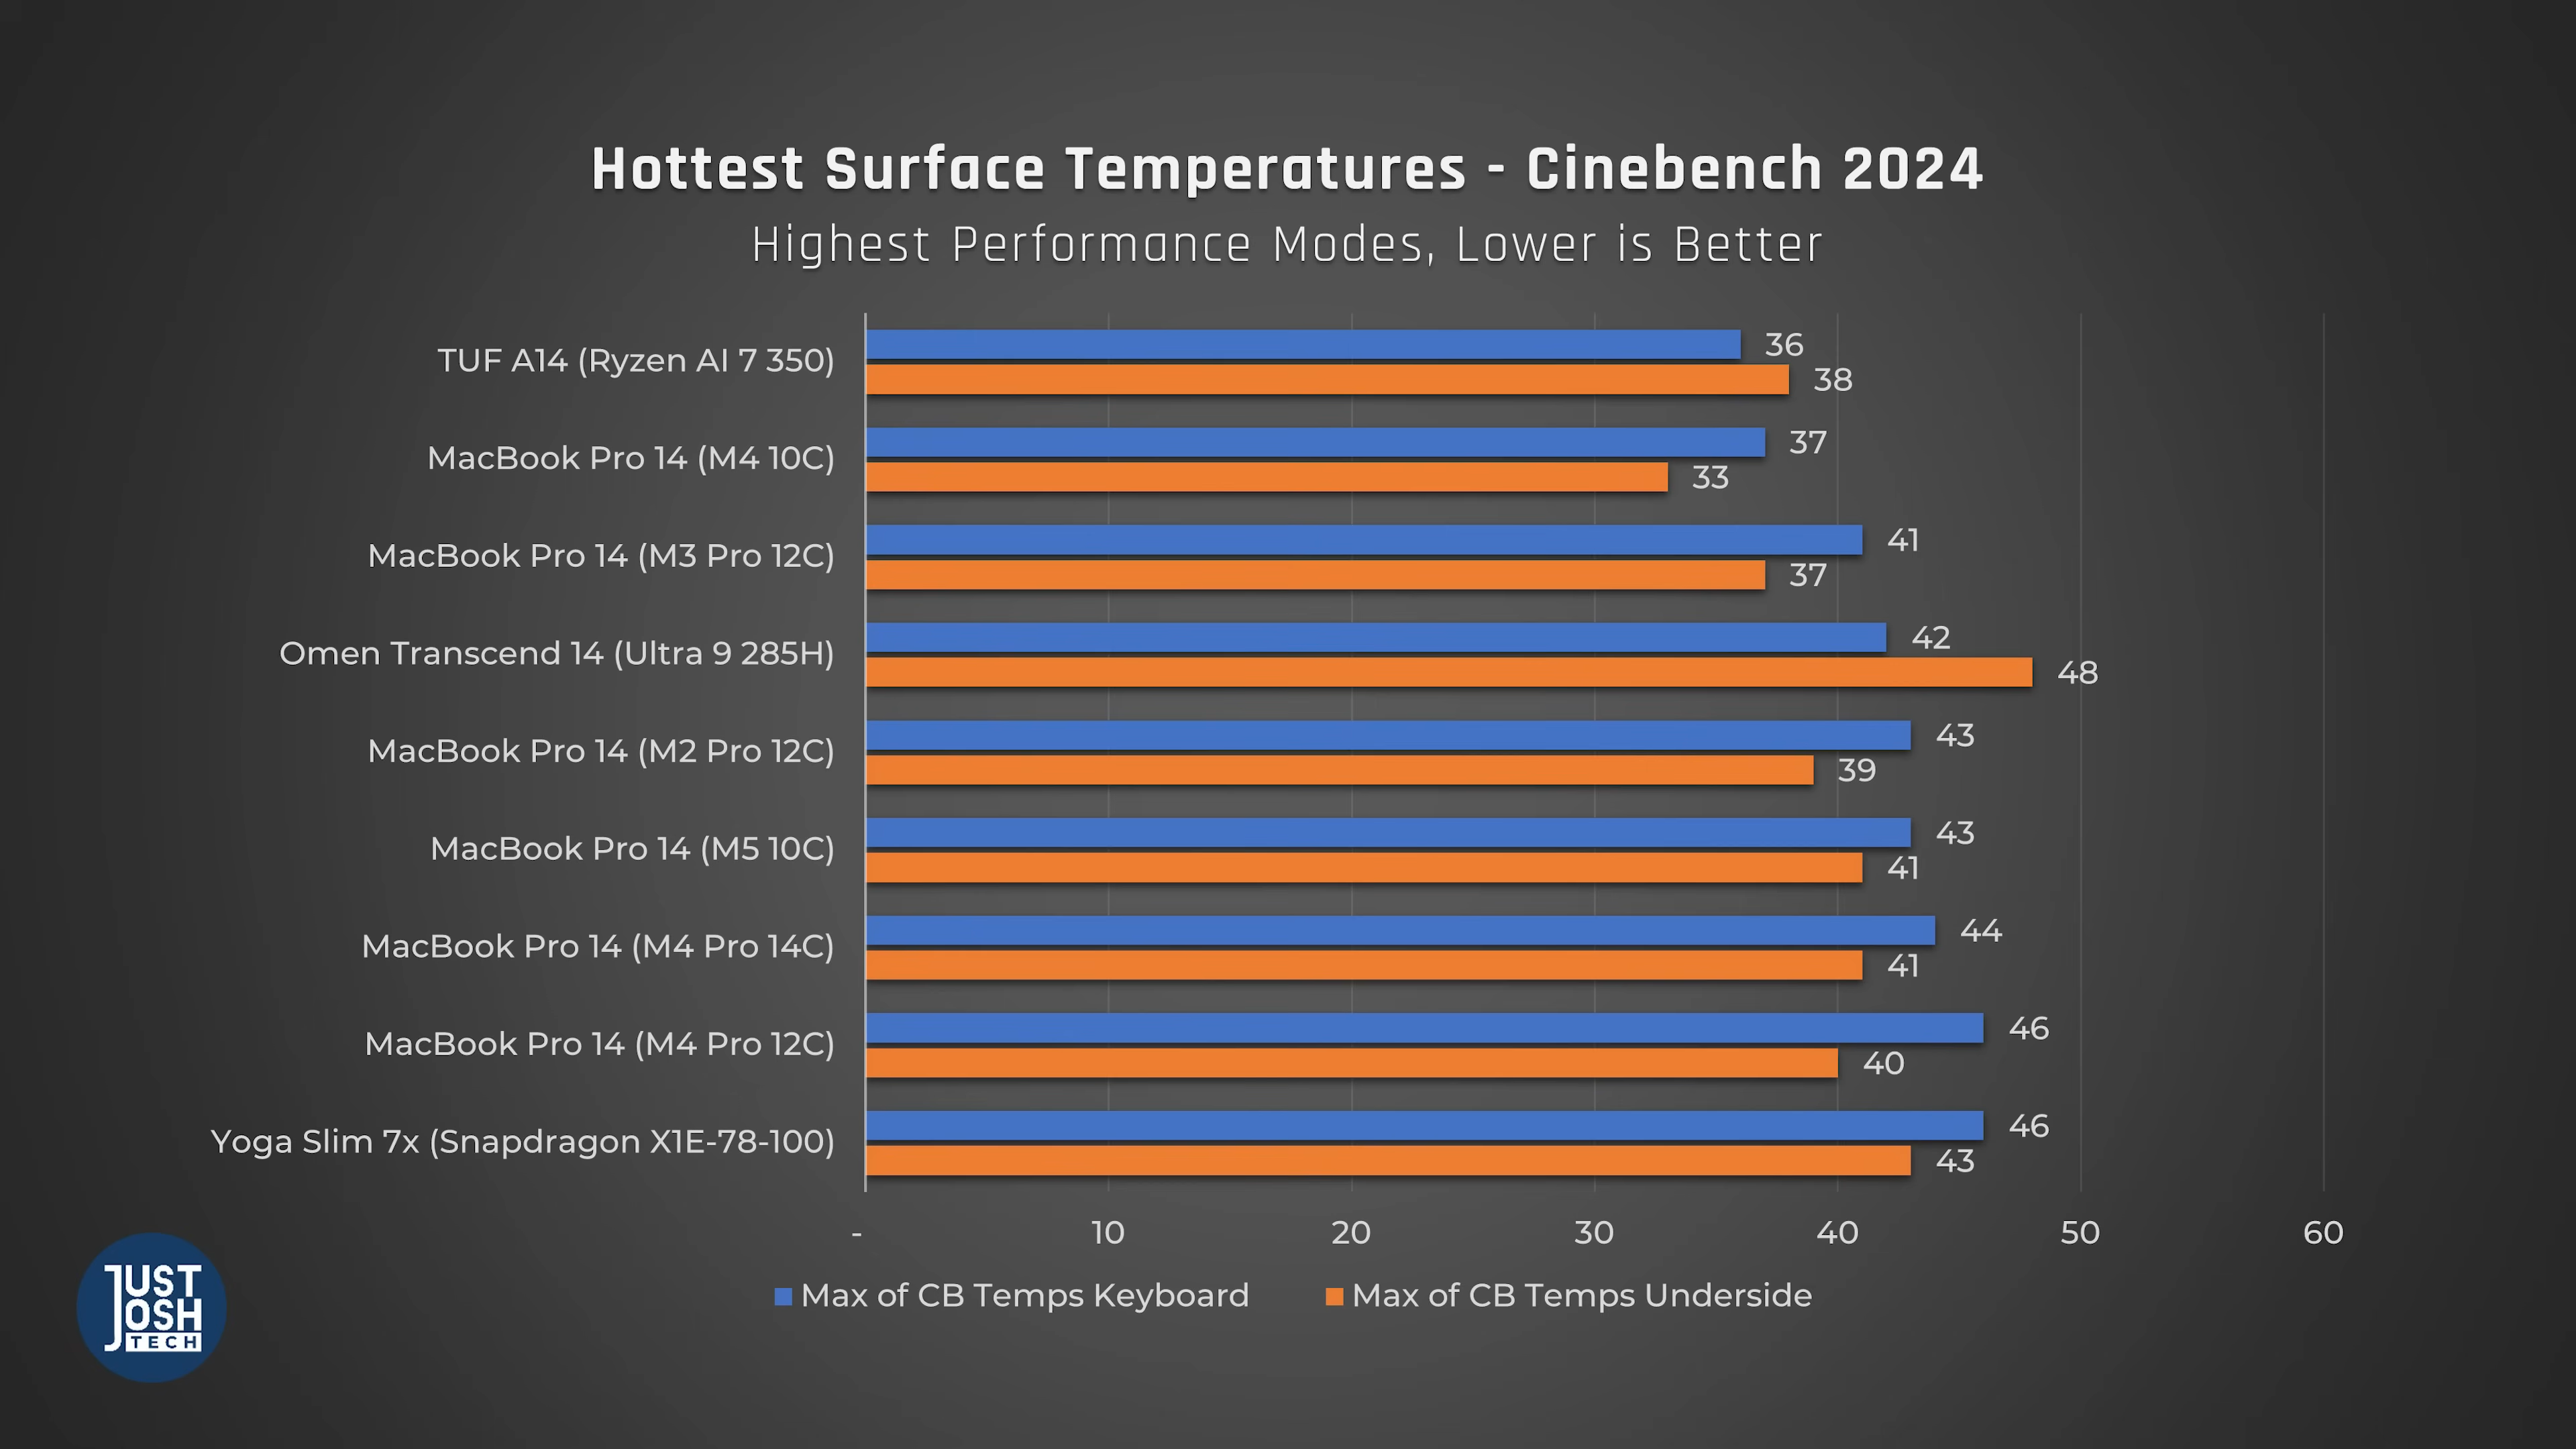 Hottest Surface Temperatures - Cinebench 2024
Highest Performance Modes, Lower is Better
TUF A14 (Ryzen AI 7 350)
36
38
MacBook Pro 14 (M4 10C)
37
33
MacBook Pro 14 (M3 Pro 12C)
41
37
Omen Transcend 14 (Ultra 9 285H)
42
48
MacBook Pro 14 (M2 Pro 12C)
43
39
MacBook Pro 14 (M5 10C)
43
41
MacBook Pro 14 (M4 Pro 14C)
44
41
MacBook Pro 14 (M4 Pro 12C)
46
40
Yoga Slim 7x (Snapdragon X1E-78-100)
46
43
- 10 20 30 40 50 60
Max of CB Temps Keyboard Max of CB Temps Underside
JUST
JOSH
TECH